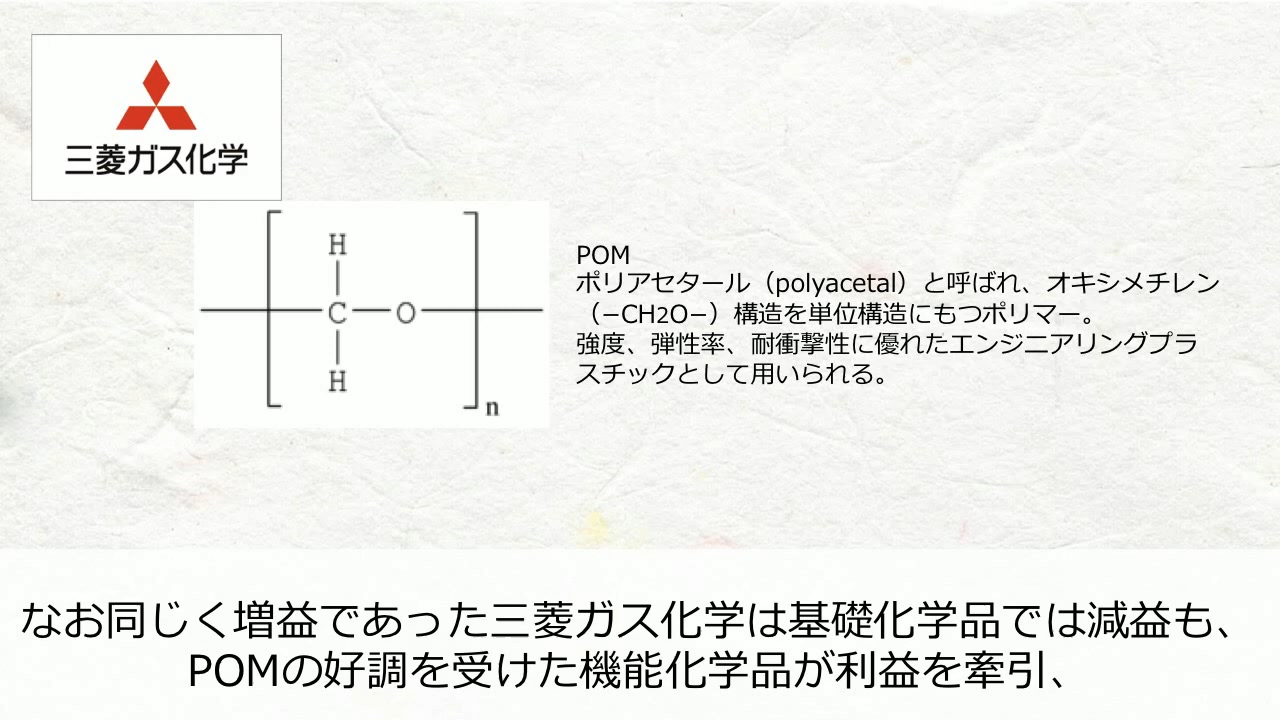 三菱ガス化学
H
C O
H
n
POM
ポリアセタール（polyacetal）と呼ばれ、オキシメチレン
（−CH2O−）構造を単位構造にもつポリマー。
強度、弾性率、耐衝撃性に優れたエンジニアリングプラ
スチックとして用いられる。
なお同じく増益であった三菱ガス化学は基礎化学品では減益も、
POMの好調を受けた機能化学品が利益を牽引、